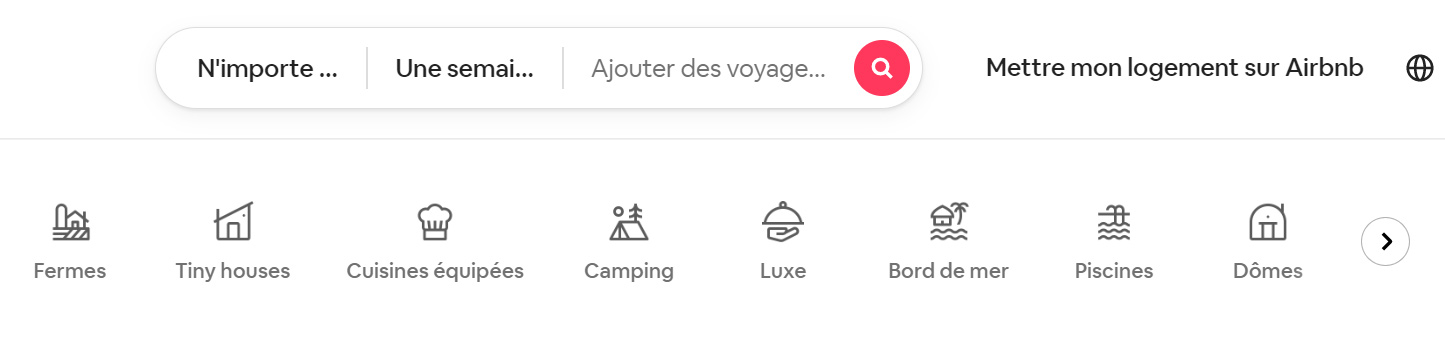 N'importe ... Une semai... Ajouter des voyage... Mettre mon logement sur Airbnb
Fermes Tiny houses Cuisines équipées Camping Luxe Bord de mer Piscines Dômes